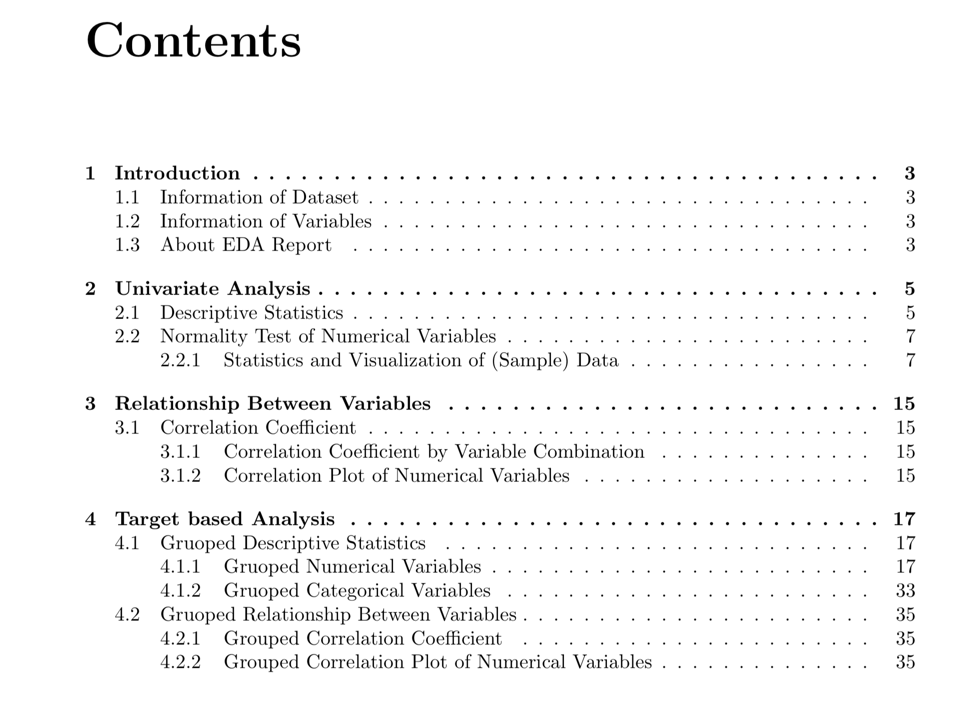 Contents
1 Introduction . . . . . . . . . . . . . . . . . . . . . . . . . . . . . . . . . . . . . . . 3
1.1 Information of Dataset . . . . . . . . . . . . . . . . . . . . . . . . . . . . . . . . . 3
1.2 Information of Variables . . . . . . . . . . . . . . . . . . . . . . . . . . . . . . . . 3
1.3 About EDA Report . . . . . . . . . . . . . . . . . . . . . . . . . . . . . . . . . . 3
2 Univariate Analysis . . . . . . . . . . . . . . . . . . . . . . . . . . . . . . . . . . . 5
2.1 Descriptive Statistics . . . . . . . . . . . . . . . . . . . . . . . . . . . . . . . . . . 5
2.2 Normality Test of Numerical Variables . . . . . . . . . . . . . . . . . . . . . . . . 7
2.2.1 Statistics and Visualization of (Sample) Data . . . . . . . . . . . . . . . . 7
3 Relationship Between Variables . . . . . . . . . . . . . . . . . . . . . . . . . . . 15
3.1 Correlation Coefficient . . . . . . . . . . . . . . . . . . . . . . . . . . . . . . . . . 15
3.1.1 Correlation Coefficient by Variable Combination . . . . . . . . . . . . . . 15
3.1.2 Correlation Plot of Numerical Variables . . . . . . . . . . . . . . . . . . . 15
4 Target based Analysis . . . . . . . . . . . . . . . . . . . . . . . . . . . . . . . . . 17
4.1 Gruoped Descriptive Statistics . . . . . . . . . . . . . . . . . . . . . . . . . . . . 17
4.1.1 Gruoped Numerical Variables . . . . . . . . . . . . . . . . . . . . . . . . . 17
4.1.2 Gruoped Categorical Variables . . . . . . . . . . . . . . . . . . . . . . . . 33
4.2 Gruoped Relationship Between Variables . . . . . . . . . . . . . . . . . . . . . . . 35
4.2.1 Grouped Correlation Coefficient . . . . . . . . . . . . . . . . . . . . . . . 35
4.2.2 Grouped Correlation Plot of Numerical Variables . . . . . . . . . . . . . . 35